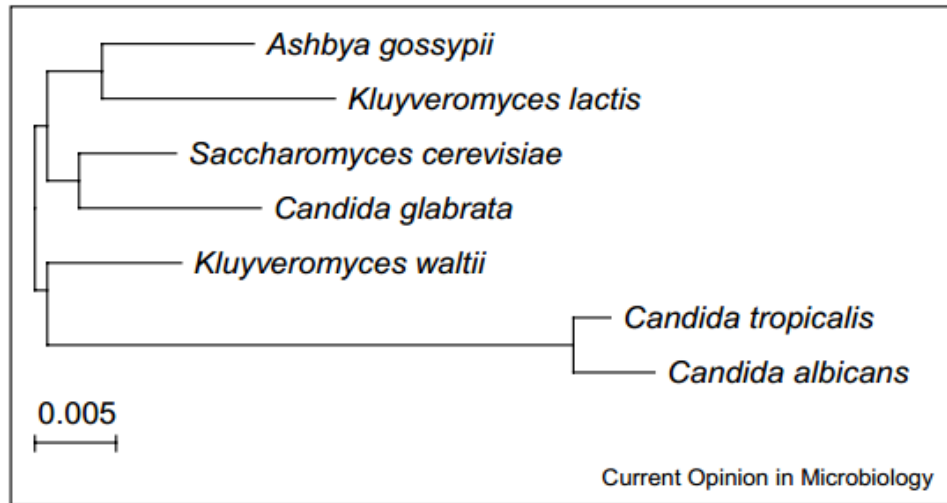 Ashbya gossypii
Kluyveromyces lactis
Saccharomyces cerevisiae
Candida glabrata
Kluyveromyces waltii
Candida tropicalis
Candida albicans
0.005
Current Opinion in Microbiology